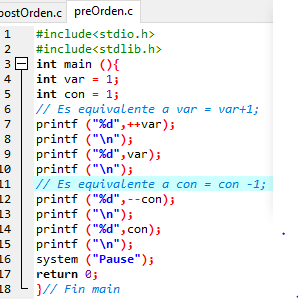 postOrden.c preOrden.c
1 #include<stdio.h>
2 #include<stdlib.h>
3 int main (){
4 int var = 1;
5 int con = 1;
6 // Es equivalente a var = var+1;
7 printf ("%d",++var);
8 printf ("\n");
9 printf ("%d",var);
10 printf ("\n");
11 // Es equivalente a con = con -1;
12 printf ("%d",--con);
13 printf ("\n");
14 printf ("%d",con);
15 printf ("\n");
16 system ("Pause");
17 return 0;
18 }// Fin main